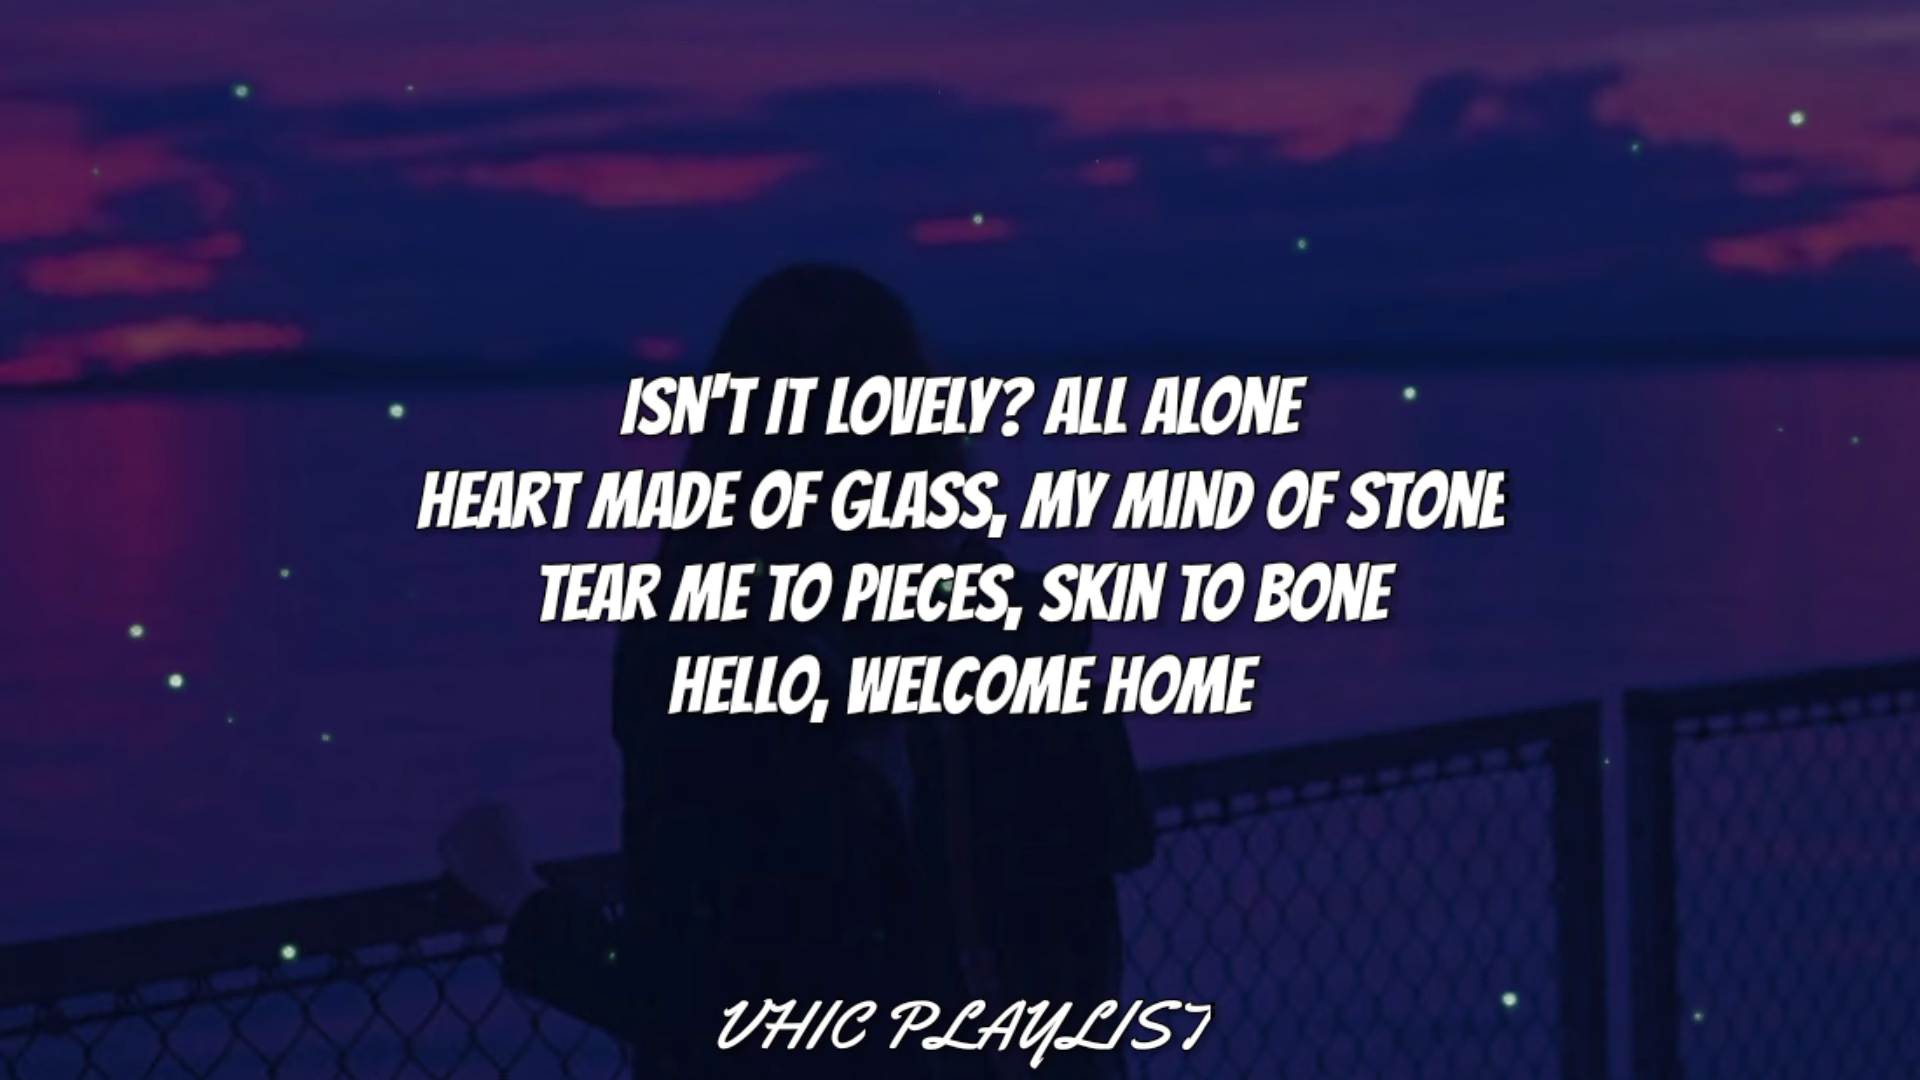 ISN'T IT LOVELY? ALL ALONE
HEART MADE OF GLASS, MY MIND OF STONE
TEAR ME TO PIECES, SKIN TO BONE
HELLO, WELCOME HOME
VHIC PLAYLIST